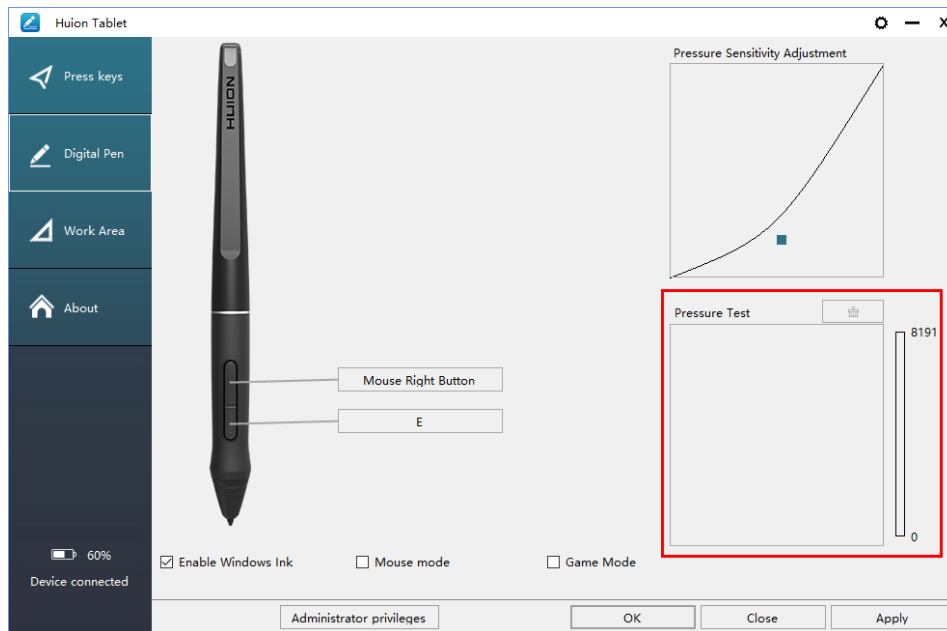 Huion Tablet
Press keys
Digital Pen
Work Area
About
60%
Device connected
HUION
Mouse Right Button
E
Pressure Sensitivity Adjustment
Pressure Test
8191
0
Enable Windows Ink
Mouse mode
Game Mode
Administrator privileges
OK
Close
Apply